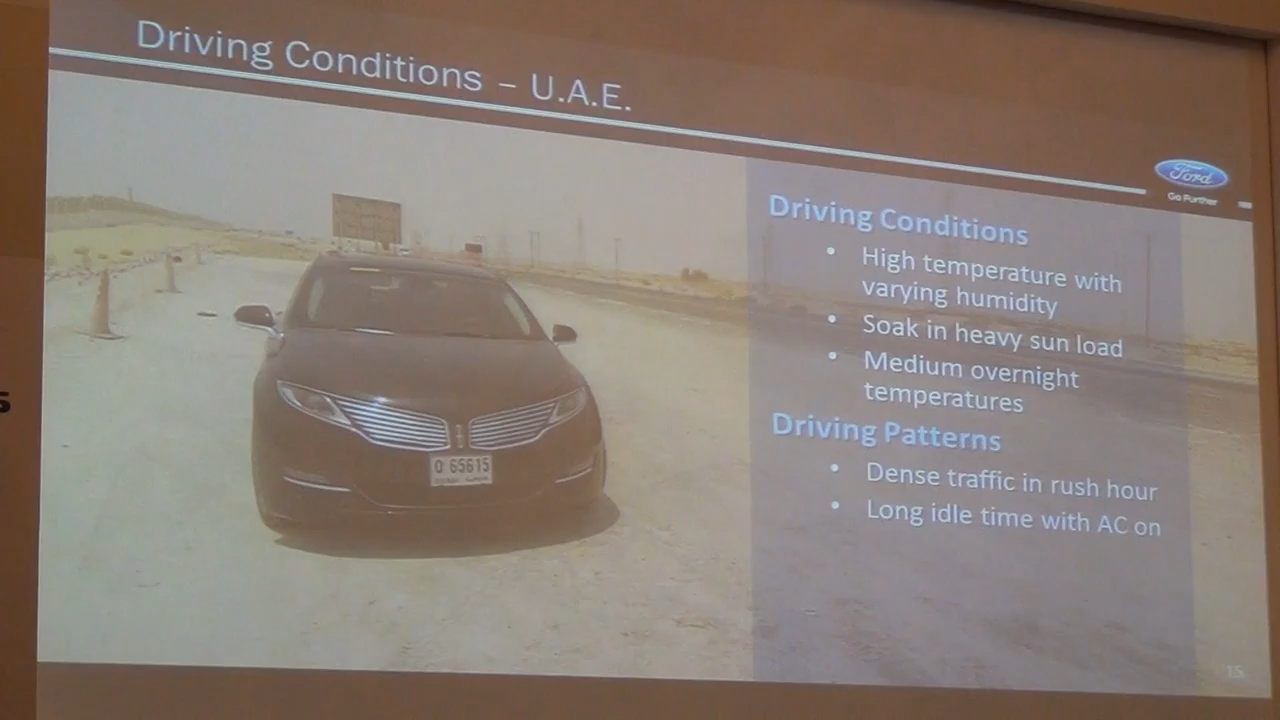 Driving Conditions – U.A.E.
Ford
Go Further
Driving Conditions
• High temperature with
varying humidity
• Soak in heavy sun load
• Medium overnight
temperatures
Driving Patterns
• Dense traffic in rush hour
• Long idle time with AC on
Q 65615
15